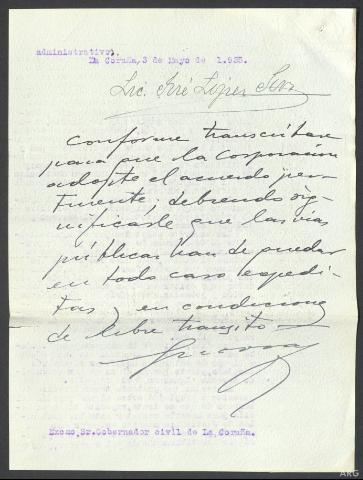 administrativo).
La Coruña, 3 de Mayo de 1.935.
Lic. José López
Conforme transcríbase
para que la Corporación
adopte el acuerdo per-
tinente; debiendo sig-
nificarle que las vías
públicas han de quedar
en todo caso expedi-
tas y en condiciones
de libre tránsito
Excmo Sr. Gobernador civil de La Coruña.
ARG